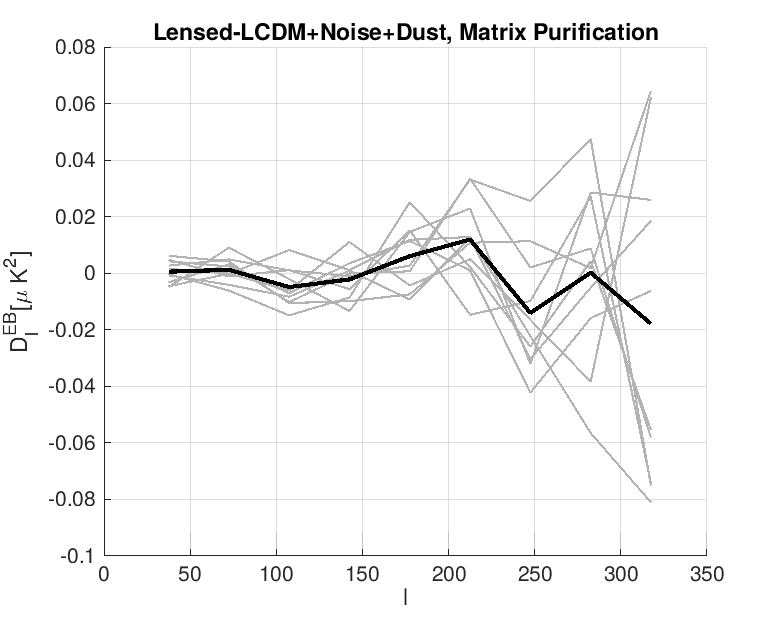 Lensed-LCDM+Noise+Dust, Matrix Purification
0.08
0.06
0.04
0.02
0
-0.02
-0.04
-0.06
-0.08
-0.1
D_l^EB[μ K^2]
0 50 100 150 200 250 300 350
l